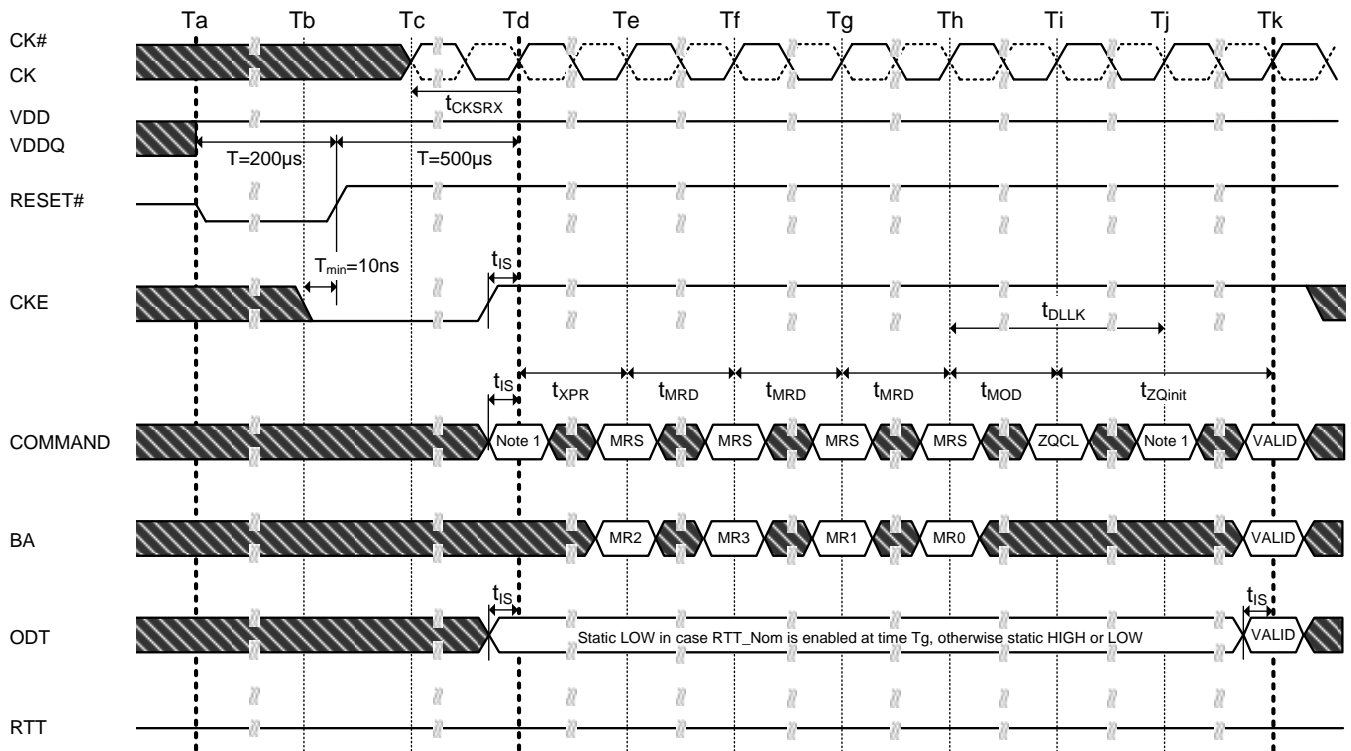 Ta Tb Tc Td Te Tf Tg Th Ti Tj Tk
CK#
CK
tCKSRX
VDD
VDDQ
T=200µs T=500µs
RESET#
Tmin=10ns tIS
CKE
tDLLK
tIS tXPR tMRD tMRD tMRD tMOD tZQinit
COMMAND Note 1 MRS MRS MRS MRS ZQCL Note 1 VALID
BA MR2 MR3 MR1 MR0 VALID
tIS tIS
ODT Static LOW in case RTT_Nom is enabled at time Tg, otherwise static HIGH or LOW VALID
RTT